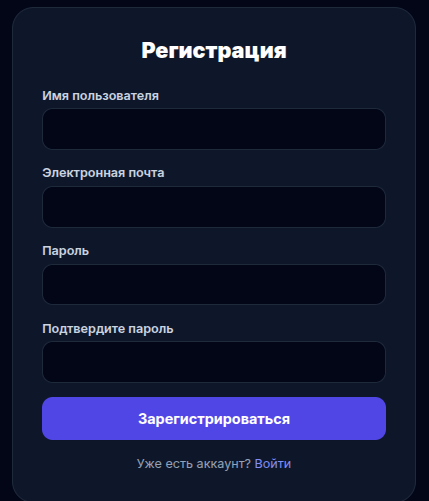 Регистрация
Имя пользователя
Электронная почта
Пароль
Подтвердите пароль
Зарегистрироваться
Уже есть аккаунт? Войти